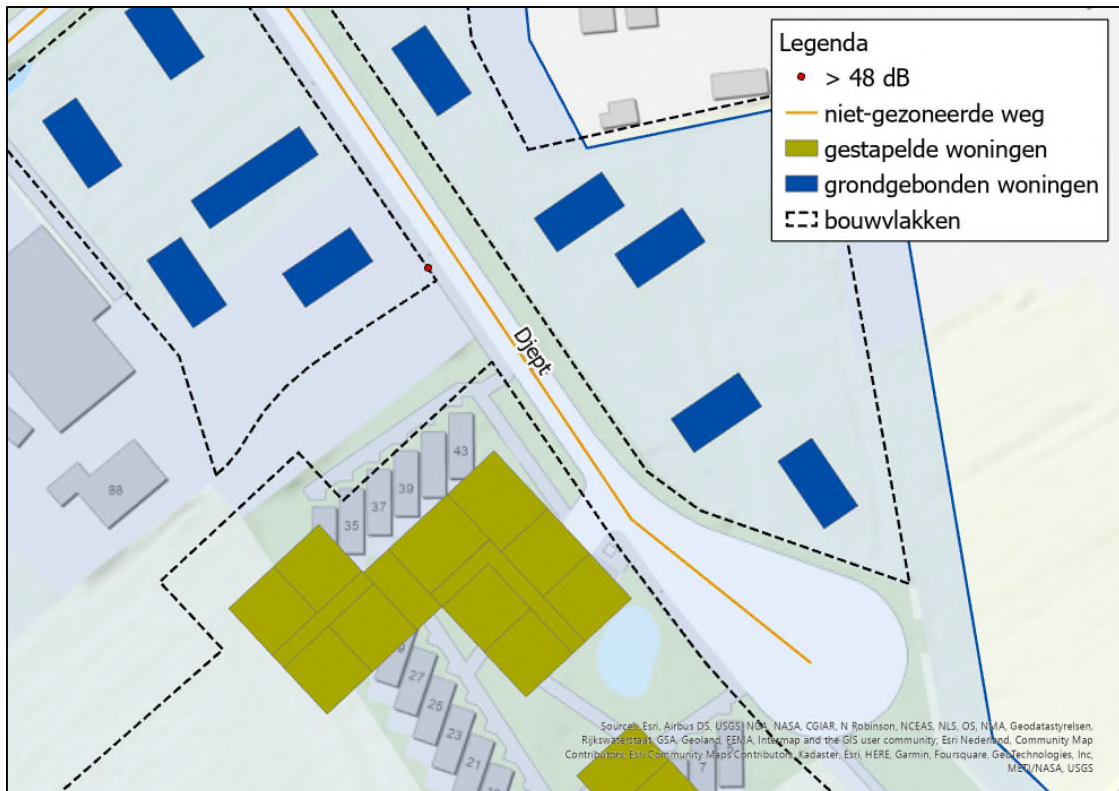 Legenda
> 48 dB
niet-gezoneerde weg
gestapelde woningen
grondgebonden woningen
bouwvlakken
Djept
88
43
39
37
35
9
27
25
23
21
7
Sources: Esri, Airbus DS, USGS, NGA, NASA, CGIAR, N Robinson, NCEAS, NLS, OS, NMA, Geodatastyrelsen,
Rijkswaterstaat, GSA, Geoland, FEMA, Intermap and the GIS user community; Esri Nederland, Community Map
Contributors; Esri Community Maps Contributors, Kadaster, Esri, HERE, Garmin, Foursquare, GeoTechnologies, Inc,
METI/NASA, USGS